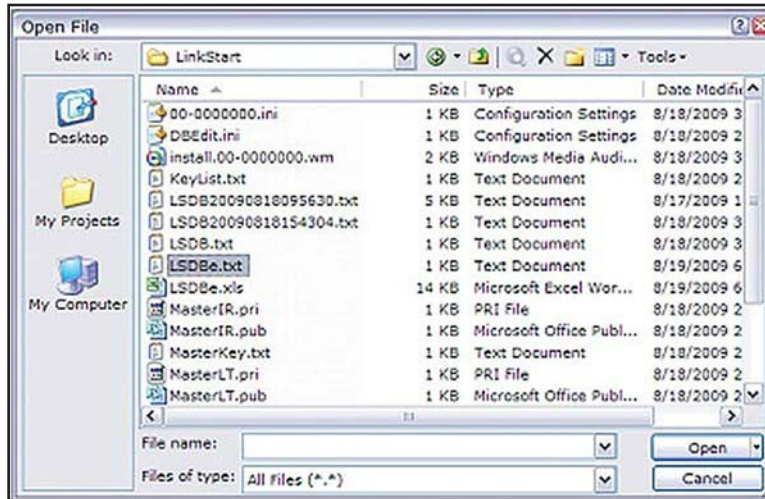 Open File
Look in: LinkStart Tools
Name Size Type Date Modifie
00-0000000.ini 1 KB Configuration Settings 8/18/2009 3
DBEdit.ini 1 KB Configuration Settings 8/18/2009 2
install.00-0000000.wm 2 KB Windows Media Audi... 8/18/2009 3
KeyList.txt 1 KB Text Document 8/18/2009 2
LSDB20090818095630.txt 5 KB Text Document 8/17/2009 1
LSDB20090818154304.txt 1 KB Text Document 8/18/2009 3
LSDB.txt 1 KB Text Document 8/18/2009 3
LSDBe.txt 1 KB Text Document 8/19/2009 6
LSDBe.xls 14 KB Microsoft Excel Wor... 8/19/2009 6
MasterIR.pri 1 KB PRI File 8/18/2009 2
MasterIR.pub 1 KB Microsoft Office Publ... 8/18/2009 2
MasterKey.txt 1 KB Text Document 8/18/2009 2
MasterLT.pri 1 KB PRI File 8/18/2009 2
MasterLT.pub 1 KB Microsoft Office Publ... 8/18/2009 2
Desktop
My Projects
My Computer
File name: Open
Files of type: All Files (*.*) Cancel